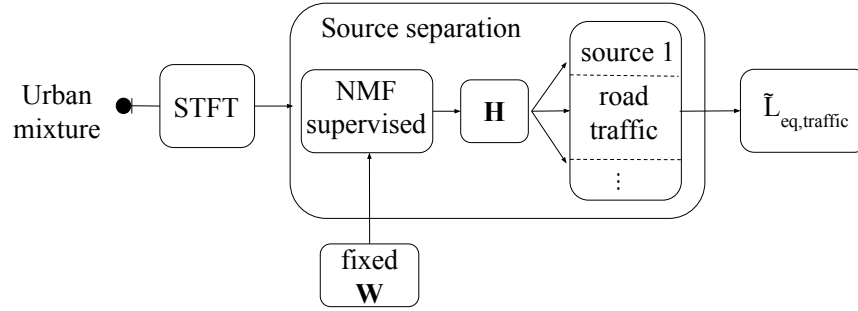 Source separation
Urban
mixture
STFT
NMF
supervised
H
source 1
road
traffic
⋮
L̃eq,traffic
fixed
W